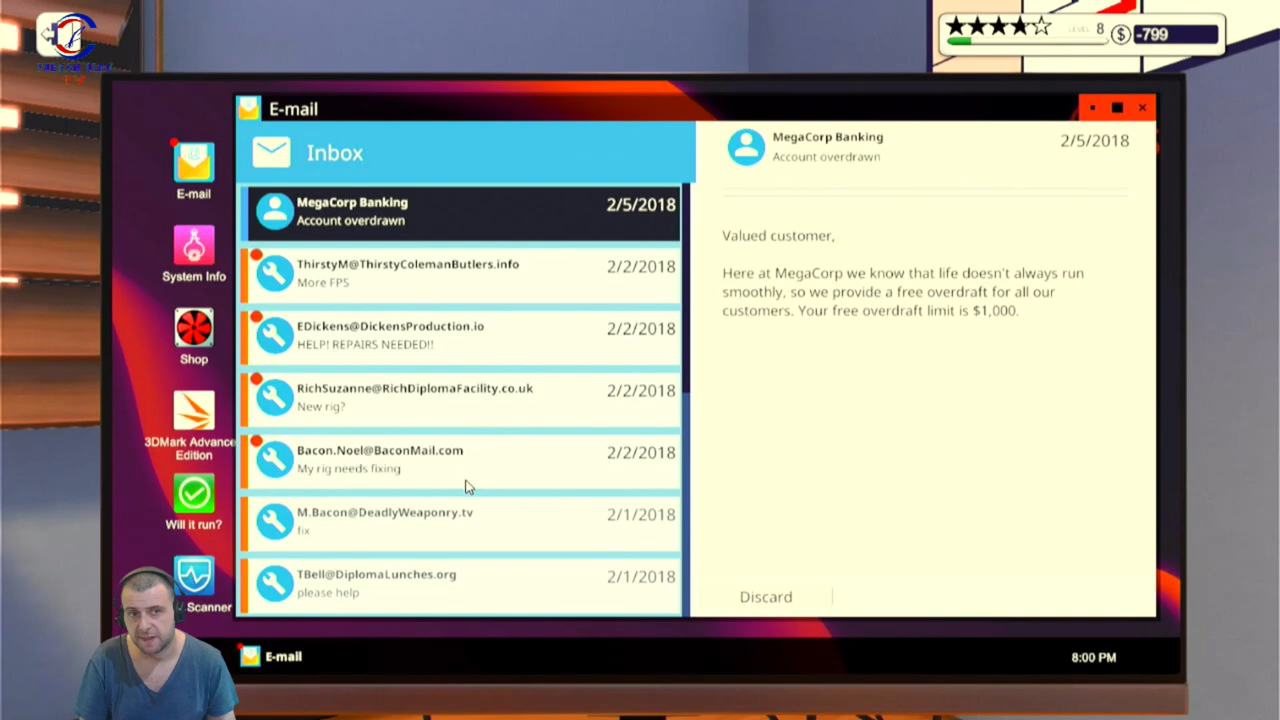 LEVEL 8 $ -799
E-mail
Inbox
MegaCorp Banking 2/5/2018
Account overdrawn
ThirstyM@ThirstyColemanButlers.info 2/2/2018
More FPS
EDickens@DickensProduction.io 2/2/2018
HELP! REPAIRS NEEDED!!
RichSuzanne@RichDiplomaFacility.co.uk 2/2/2018
New rig?
Bacon.Noel@BaconMail.com 2/2/2018
My rig needs fixing
M.Bacon@DeadlyWeaponry.tv 2/1/2018
fix
TBell@DiplomaLunches.org 2/1/2018
please help
MegaCorp Banking 2/5/2018
Account overdrawn
Valued customer,
Here at MegaCorp we know that life doesn't always run
smoothly, so we provide a free overdraft for all our
customers. Your free overdraft limit is $1,000.
Discard
E-mail
System Info
Shop
3DMark Advance
Edition
Will it run?
Scanner
E-mail
8:00 PM